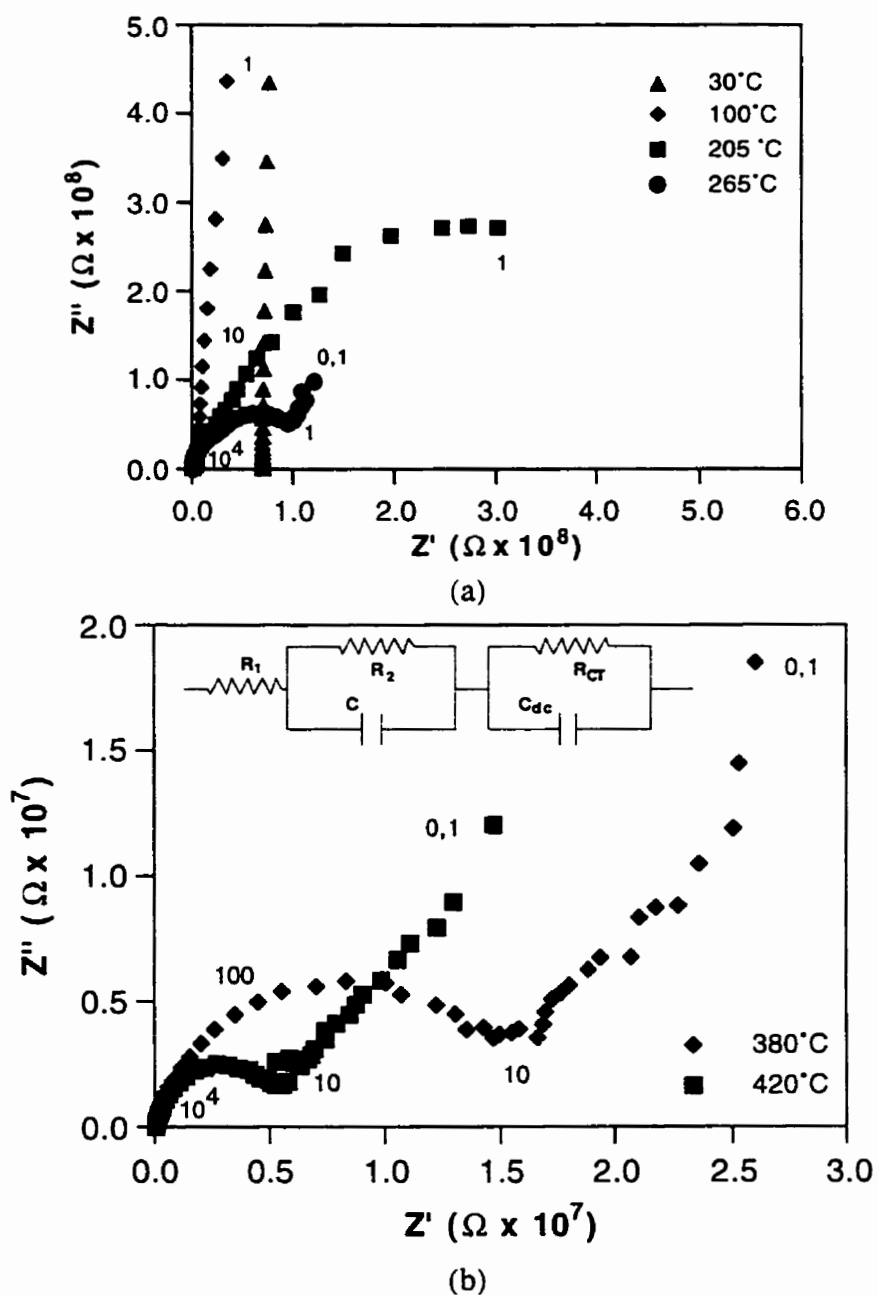 5.0
4.0
3.0
2.0
1.0
0.0
Z'' (Ω x 10⁸)
1
30°C
100°C
205 °C
265°C
1
10
0,1
10⁴
1
0.0 1.0 2.0 3.0 4.0 5.0 6.0
Z' (Ω x 10⁸)
(a)
2.0
1.5
1.0
0.5
0.0
Z'' (Ω x 10⁷)
R₁
R₂
C
R_CT
C_dc
0,1
0,1
100
10⁴
10
10
380°C
420°C
0.0 0.5 1.0 1.5 2.0 2.5 3.0
Z' (Ω x 10⁷)
(b)